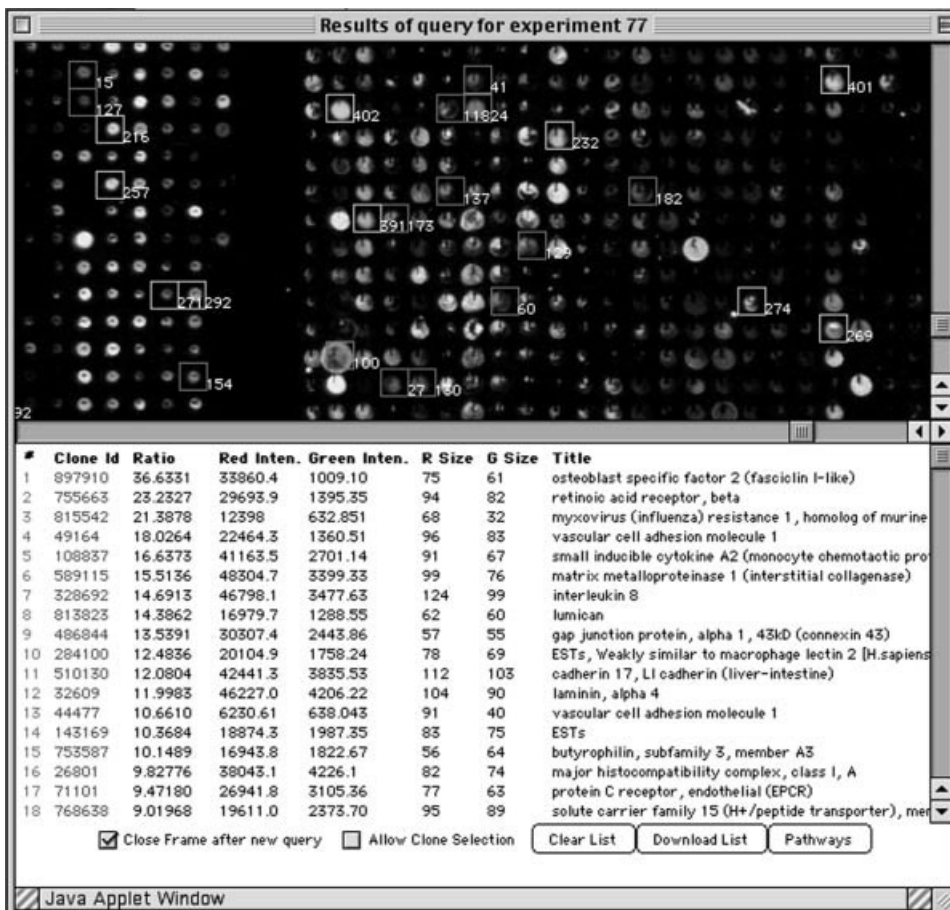 Results of query for experiment 77
15
41
401
127
402
11824
216
232
257
137
182
391173
129
271292
60
274
269
100
154
27 130
92
# Clone Id Ratio Red Inten. Green Inten. R Size G Size Title
1 897910 36.6331 33860.4 1009.10 75 61 osteoblast specific factor 2 (fasciclin I-like)
2 755663 23.2327 29693.9 1395.35 94 82 retinoic acid receptor, beta
3 815542 21.3878 12398 632.851 68 32 myxovirus (influenza) resistance 1, homolog of murine
4 49164 18.0264 22464.3 1360.51 96 83 vascular cell adhesion molecule 1
5 108837 16.6373 41163.5 2701.14 91 67 small inducible cytokine A2 (monocyte chemotactic pro
6 589115 15.5136 48304.7 3399.33 99 76 matrix metalloproteinase 1 (interstitial collagenase)
7 328692 14.6913 46798.1 3477.63 124 99 interleukin 8
8 813823 14.3862 16979.7 1288.55 62 60 lumican
9 486844 13.5391 30307.4 2443.86 57 55 gap junction protein, alpha 1, 43kD (connexin 43)
10 284100 12.4836 20104.9 1758.24 78 69 ESTs, Weakly similar to macrophage lectin 2 [H.sapiens
11 510130 12.0804 42441.3 3835.53 112 103 cadherin 17, LI cadherin (liver-intestine)
12 32609 11.9983 46227.0 4206.22 104 90 laminin, alpha 4
13 44477 10.6610 6230.61 638.043 91 40 vascular cell adhesion molecule 1
14 143169 10.3684 18874.3 1987.35 83 75 ESTs
15 753587 10.1489 16943.8 1822.67 56 64 butyrophilin, subfamily 3, member A3
16 26801 9.82776 38043.1 4226.1 82 74 major histocompatibility complex, class I, A
17 71101 9.47180 26941.8 3105.36 77 63 protein C receptor, endothelial (EPCR)
18 768638 9.01968 19611.0 2373.70 95 89 solute carrier family 15 (H+/peptide transporter), mer
Close Frame after new query Allow Clone Selection Clear List Download List Pathways
Java Applet Window